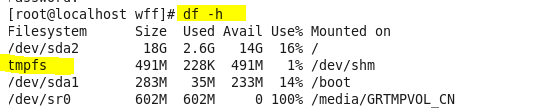 [root@localhost wff]# df -h
Filesystem Size Used Avail Use% Mounted on
/dev/sda2 18G 2.6G 14G 16% /
tmpfs 491M 228K 491M 1% /dev/shm
/dev/sda1 283M 35M 233M 14% /boot
/dev/sr0 602M 602M 0 100% /media/GRTMPVOL_CN